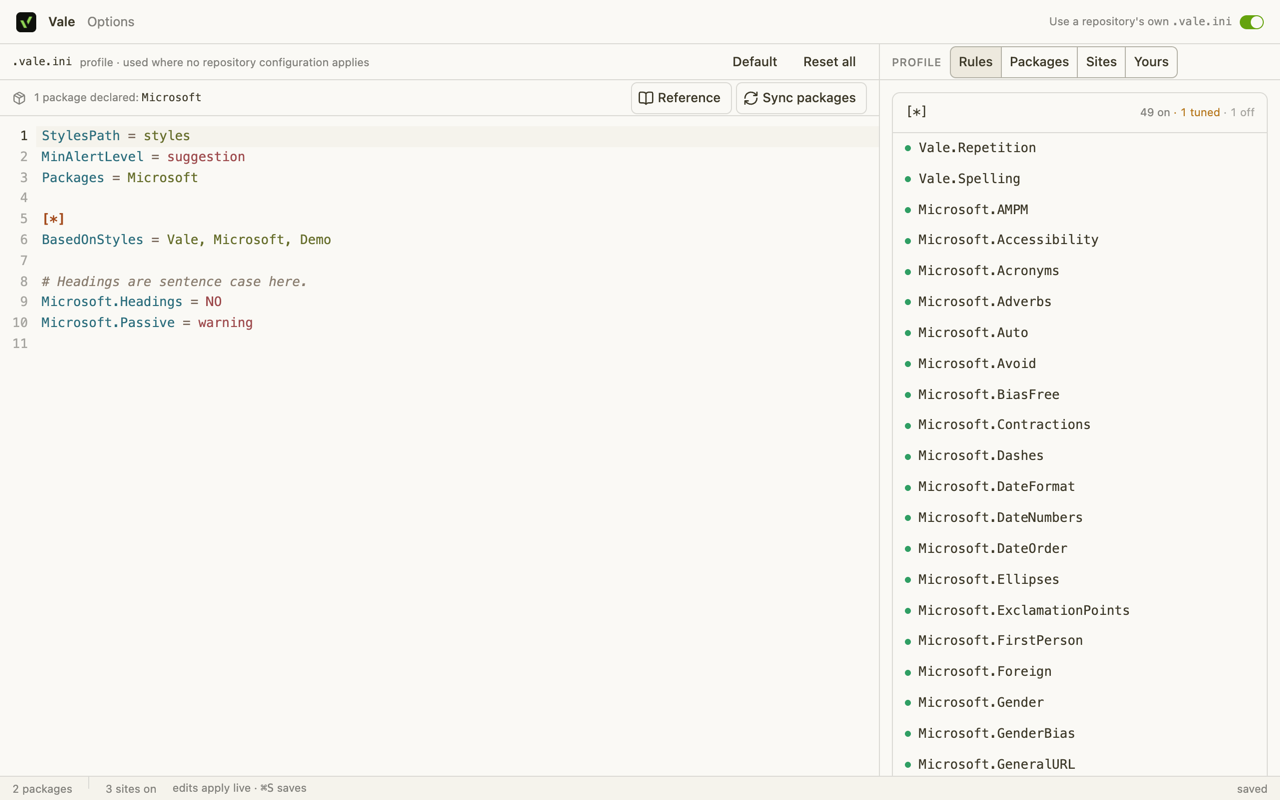 Vale Options
Use a repository's own .vale.ini
.vale.ini profile · used where no repository configuration applies
Default Reset all
PROFILE Rules Packages Sites Yours
1 package declared: Microsoft
Reference Sync packages
1 StylesPath = styles
2 MinAlertLevel = suggestion
3 Packages = Microsoft
4
5 [*]
6 BasedOnStyles = Vale, Microsoft, Demo
7
8 # Headings are sentence case here.
9 Microsoft.Headings = NO
10 Microsoft.Passive = warning
11
[*] 49 on · 1 tuned · 1 off
Vale.Repetition
Vale.Spelling
Microsoft.AMPM
Microsoft.Accessibility
Microsoft.Acronyms
Microsoft.Adverbs
Microsoft.Auto
Microsoft.Avoid
Microsoft.BiasFree
Microsoft.Contractions
Microsoft.Dashes
Microsoft.DateFormat
Microsoft.DateNumbers
Microsoft.DateOrder
Microsoft.Ellipses
Microsoft.ExclamationPoints
Microsoft.FirstPerson
Microsoft.Foreign
Microsoft.Gender
Microsoft.GenderBias
Microsoft.GeneralURL
2 packages 3 sites on edits apply live · ⌘S saves saved